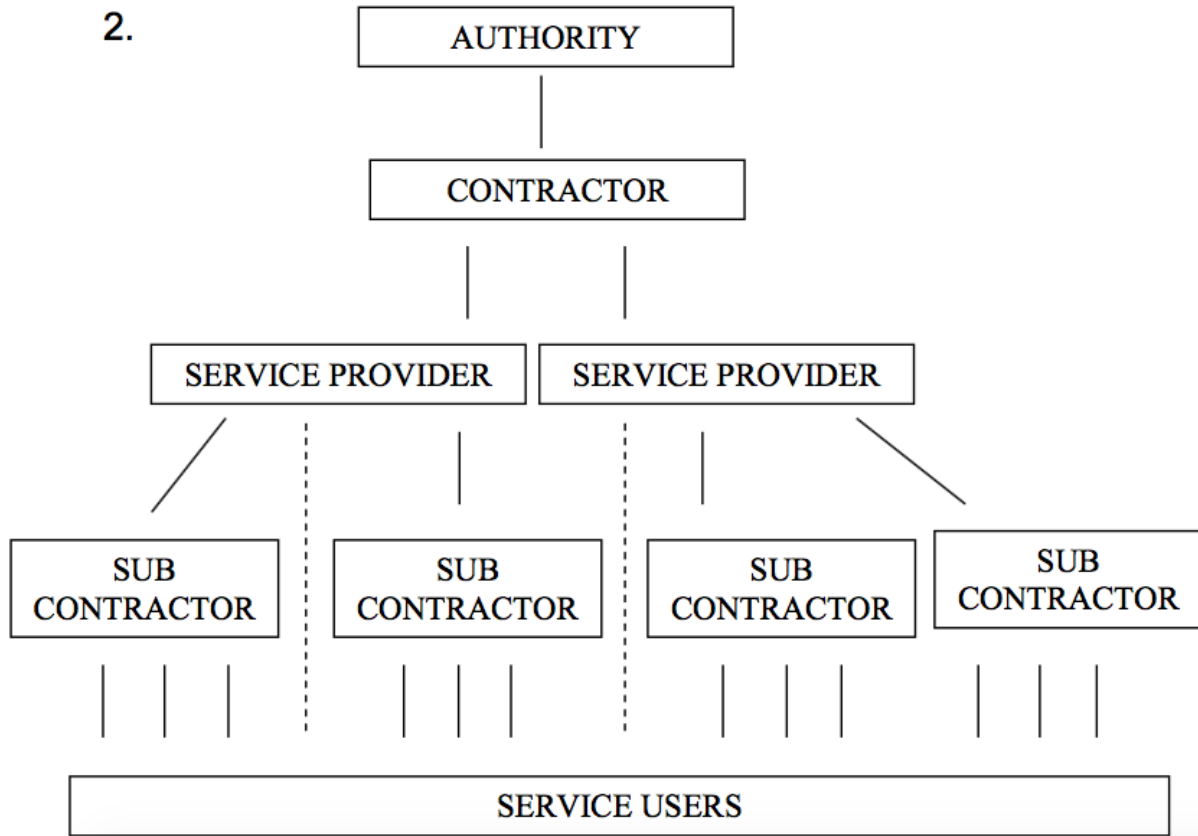 2.
AUTHORITY
CONTRACTOR
SERVICE PROVIDER
SERVICE PROVIDER
SUB
CONTRACTOR
SUB
CONTRACTOR
SUB
CONTRACTOR
SUB
CONTRACTOR
SERVICE USERS